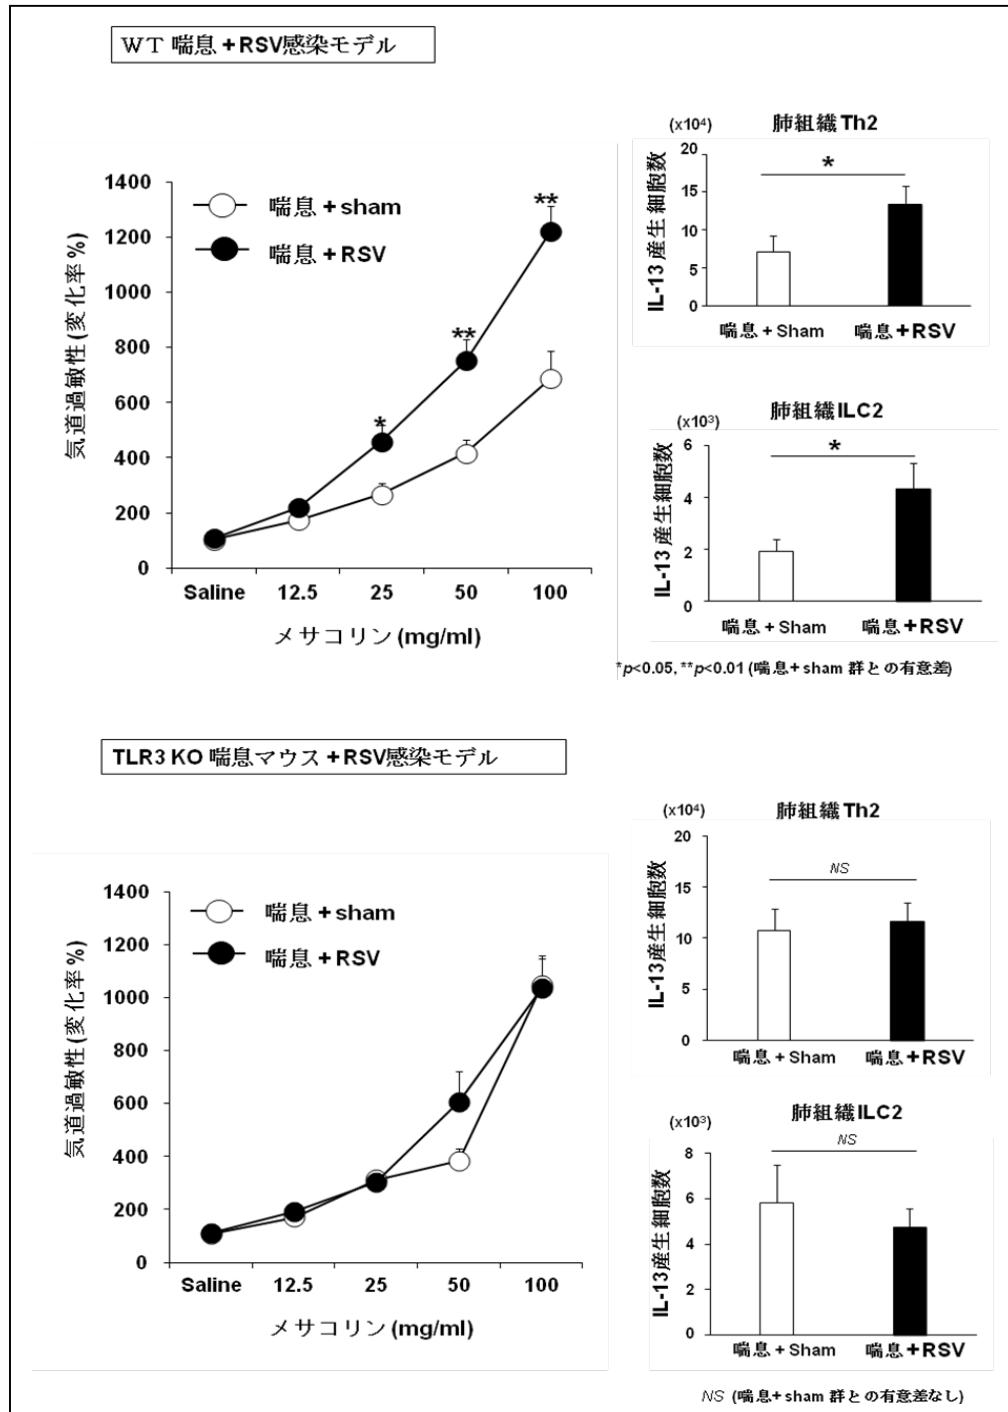 WT 喘息+RSV感染モデル
気道過敏性(変化率%)
1400
1200
1000
800
600
400
200
0
喘息+sham
喘息+RSV
*
**
**
Saline 12.5 25 50 100
メサコリン(mg/ml)
肺組織Th2
(x10⁴)
IL-13産生細胞数
20
15
10
5
0
*
喘息+Sham 喘息+RSV
肺組織ILC2
(x10³)
IL-13産生細胞数
6
4
2
0
*
喘息+Sham 喘息+RSV
*p<0.05, **p<0.01 (喘息+sham 群との有意差)
TLR3 KO 喘息マウス+RSV感染モデル
気道過敏性(変化率%)
1400
1200
1000
800
600
400
200
0
喘息+sham
喘息+RSV
Saline 12.5 25 50 100
メサコリン(mg/ml)
肺組織Th2
(x10⁴)
IL-13産生細胞数
20
15
10
5
0
NS
喘息+Sham 喘息+RSV
肺組織ILC2
(x10³)
IL-13産生細胞数
8
6
4
2
0
NS
喘息+Sham 喘息+RSV
NS (喘息+sham 群との有意差なし)